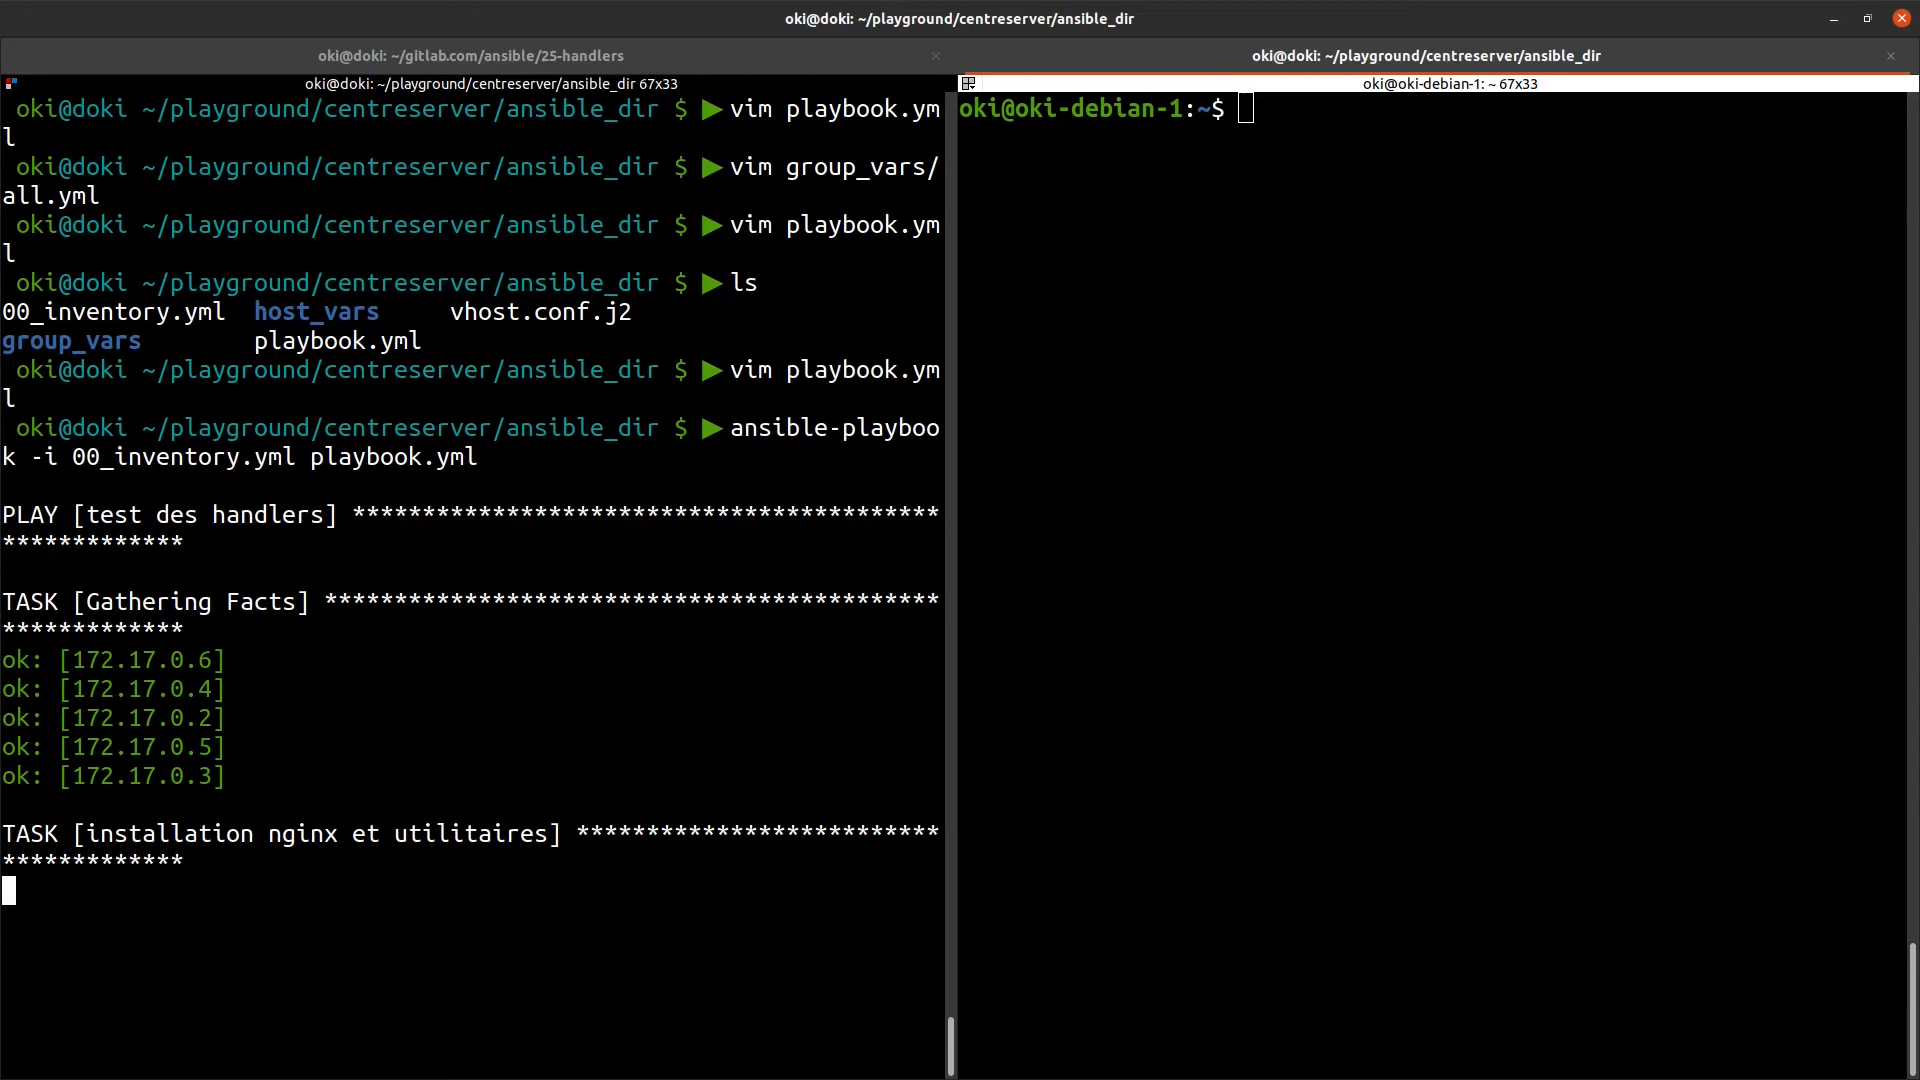 oki@doki: ~/playground/centreserver/ansible_dir
oki@doki: ~/gitlab.com/ansible/25-handlers
oki@doki: ~/playground/centreserver/ansible_dir
oki@doki: ~/playground/centreserver/ansible_dir 67x33
oki@doki ~/playground/centreserver/ansible_dir $ ▶vim playbook.ym
l
oki@doki ~/playground/centreserver/ansible_dir $ ▶vim group_vars/
all.yml
oki@doki ~/playground/centreserver/ansible_dir $ ▶vim playbook.ym
l
oki@doki ~/playground/centreserver/ansible_dir $ ▶ls
00_inventory.yml host_vars vhost.conf.j2
group_vars playbook.yml
oki@doki ~/playground/centreserver/ansible_dir $ ▶vim playbook.ym
l
oki@doki ~/playground/centreserver/ansible_dir $ ▶ansible-playboo
k -i 00_inventory.yml playbook.yml
PLAY [test des handlers] ******************************************
*************
TASK [Gathering Facts] ********************************************
*************
ok: [172.17.0.6]
ok: [172.17.0.4]
ok: [172.17.0.2]
ok: [172.17.0.5]
ok: [172.17.0.3]
TASK [installation nginx et utilitaires] **************************
*************
oki@oki-debian-1: ~ 67x33
oki@oki-debian-1:~$